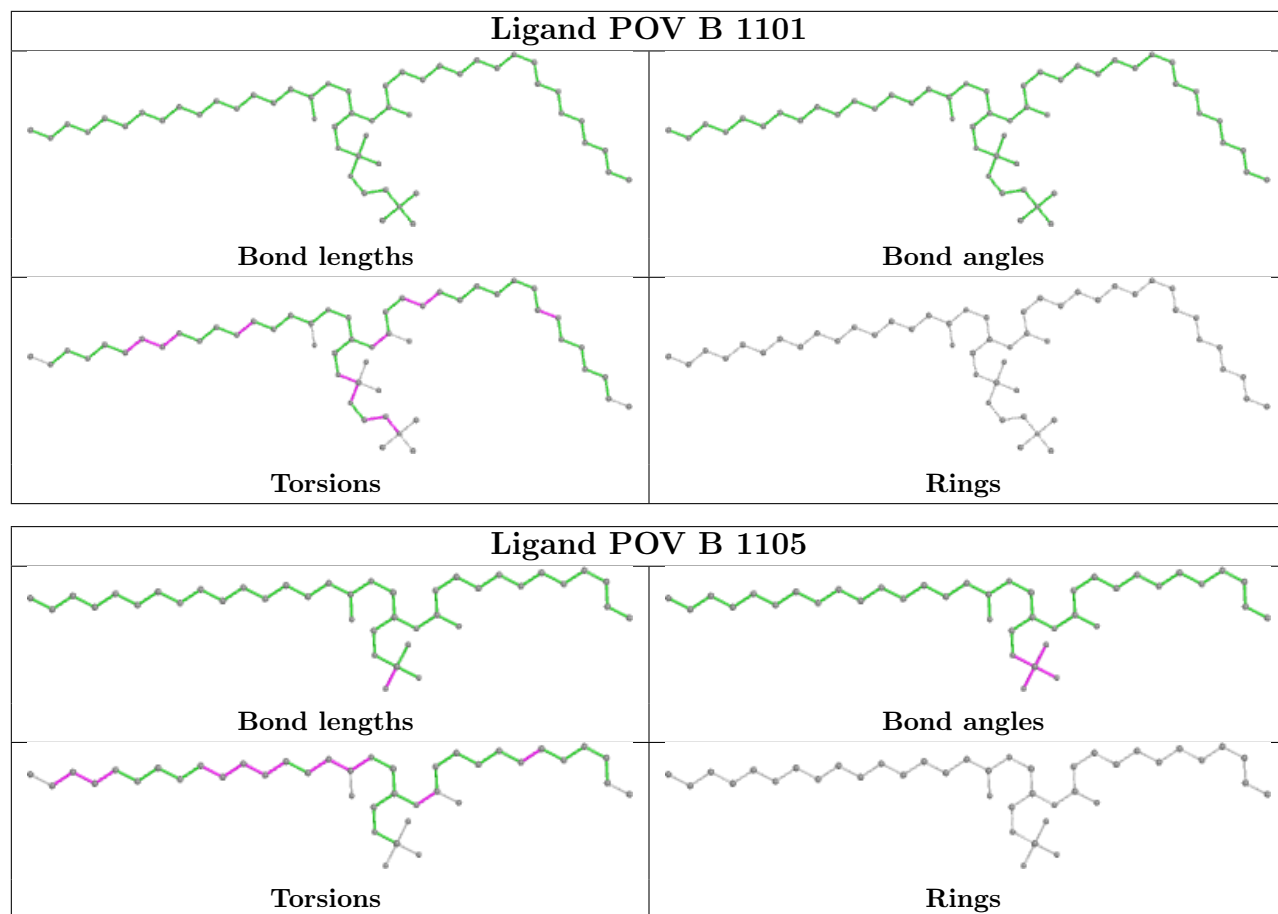 Ligand POV B 1101
Bond lengths
Bond angles
Torsions
Rings
Ligand POV B 1105
Bond lengths
Bond angles
Torsions
Rings